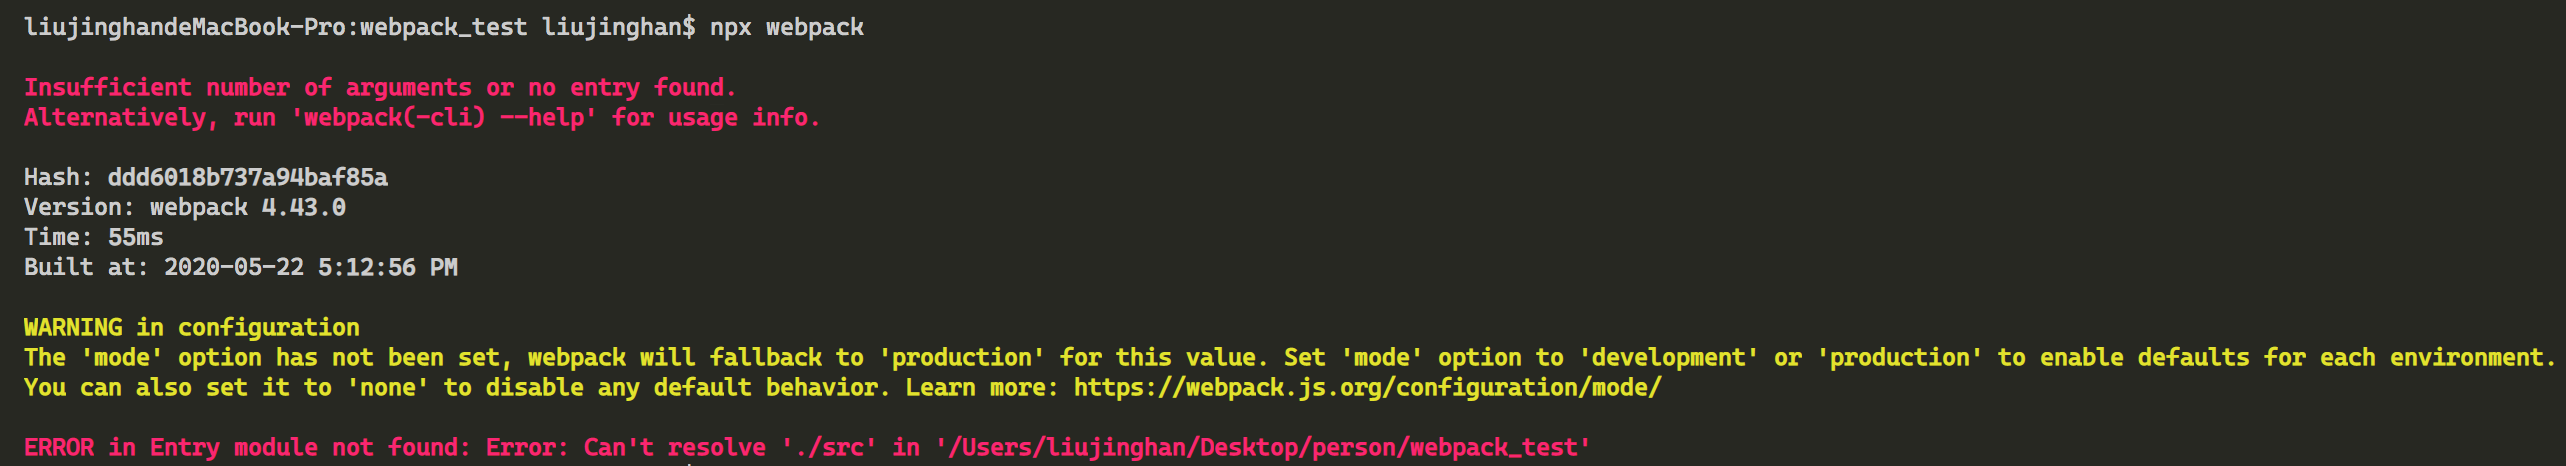 liujinghandeMacBook-Pro:webpack_test liujinghan$ npx webpack
Insufficient number of arguments or no entry found.
Alternatively, run 'webpack(-cli) --help' for usage info.
Hash: ddd6018b737a94baf85a
Version: webpack 4.43.0
Time: 55ms
Built at: 2020-05-22 5:12:56 PM
WARNING in configuration
The 'mode' option has not been set, webpack will fallback to 'production' for this value. Set 'mode' option to 'development' or 'production' to enable defaults for each environment.
You can also set it to 'none' to disable any default behavior. Learn more: https://webpack.js.org/configuration/mode/
ERROR in Entry module not found: Error: Can't resolve './src' in '/Users/liujinghan/Desktop/person/webpack_test'